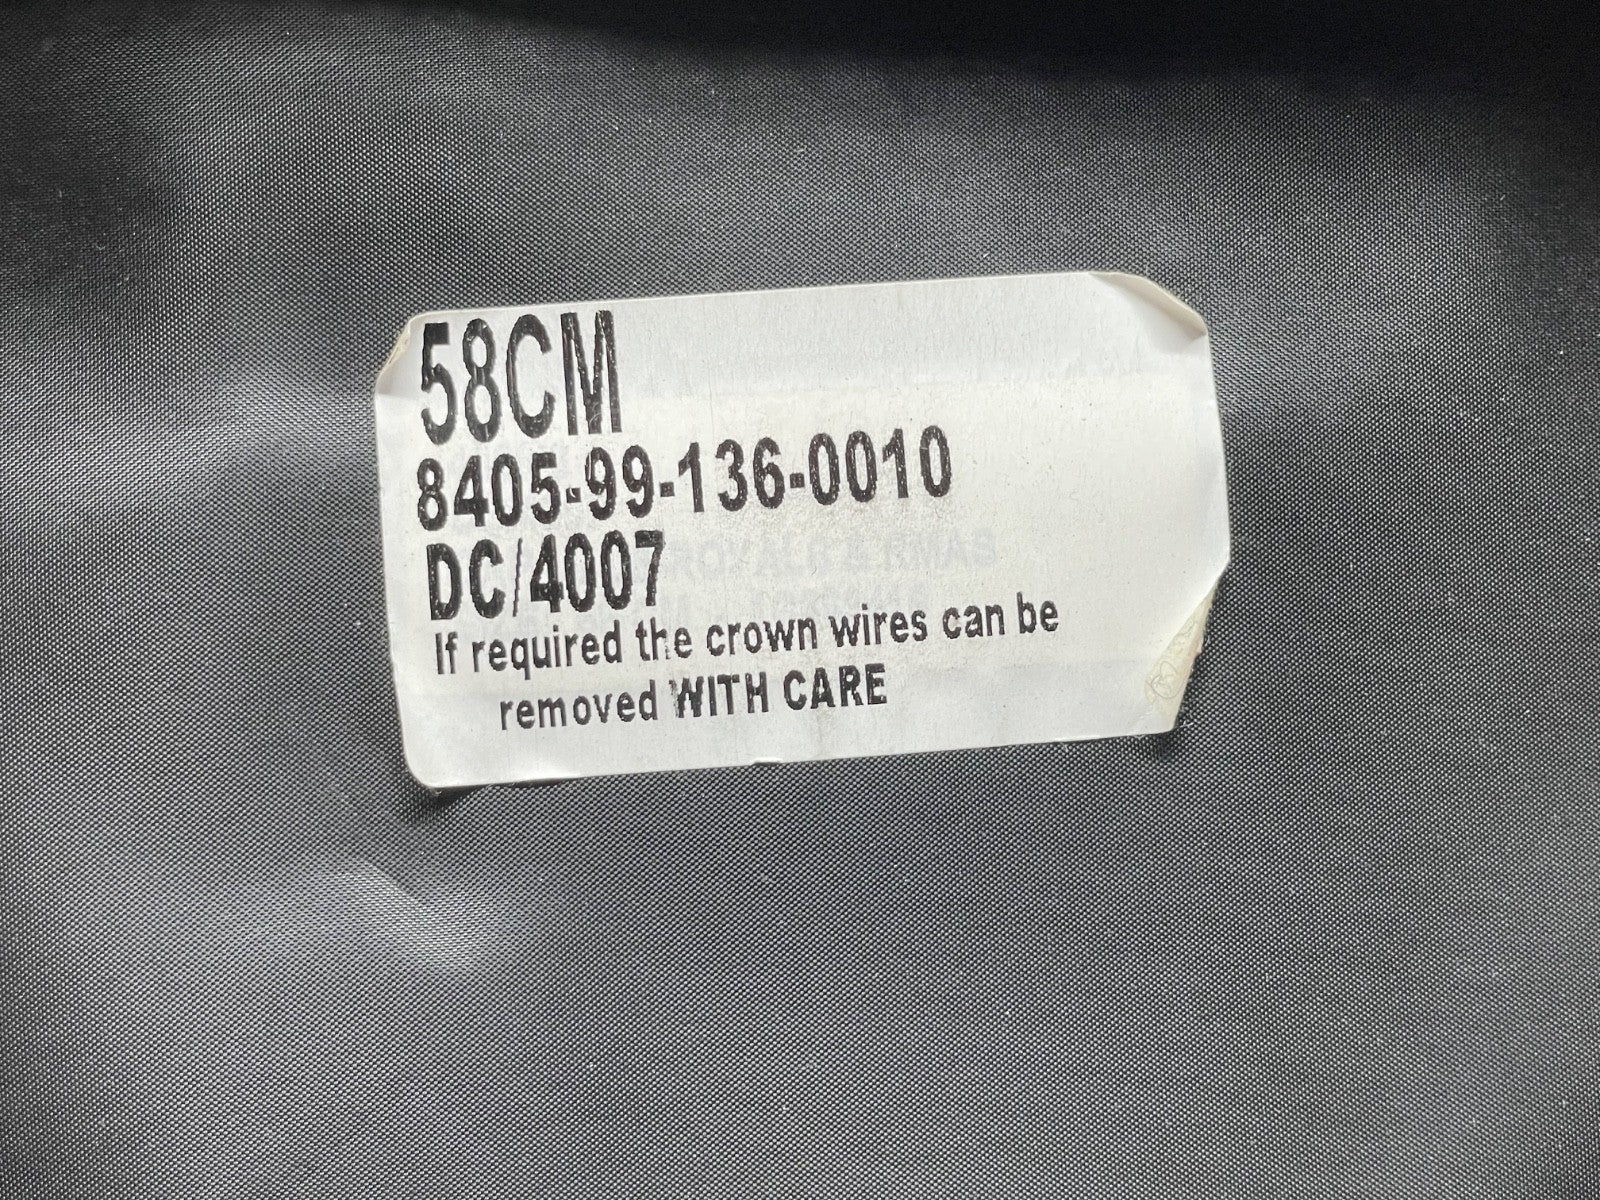 58CM
8405-99-136-0010
DC/4007
If required the crown wires can be
removed WITH CARE